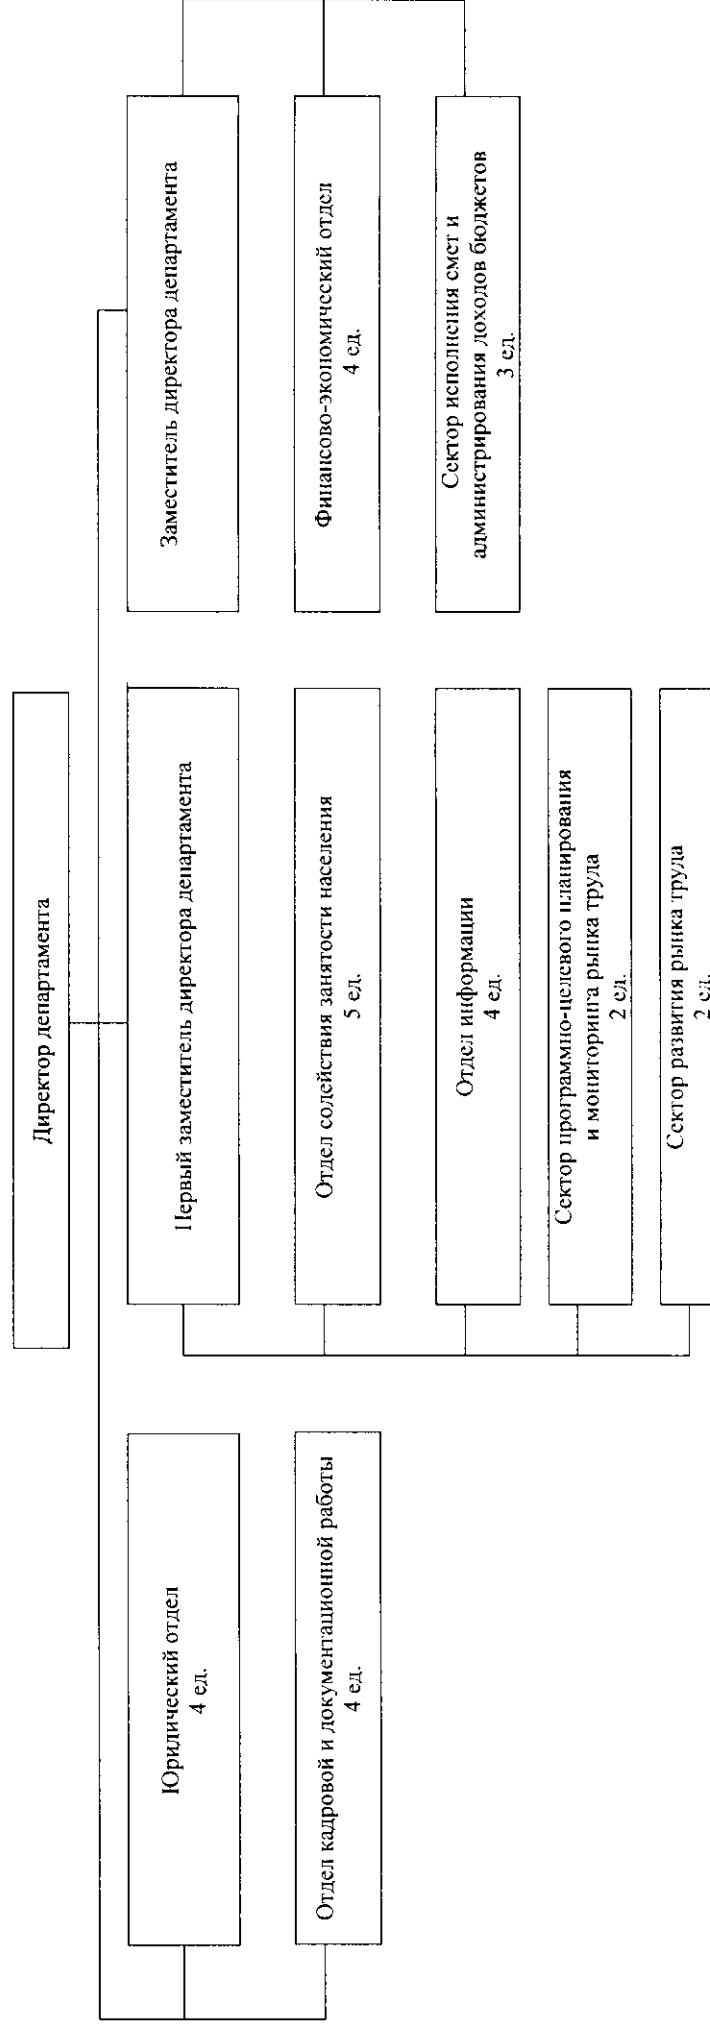 Директор департамента
Юридический отдел
4 ед.
Отдел кадровой и документационной работы
4 ед.
Первый заместитель директора департамента
Отдел содействия занятости населения
5 ед.
Отдел информации
4 ед.
Сектор программно-целевого планирования
и мониторинга рынка труда
2 ед.
Сектор развития рынка труда
2 ед.
Заместитель директора департамента
Финансово-экономический отдел
4 ед.
Сектор исполнения смет и
администрирования доходов бюджетов
3 ед.